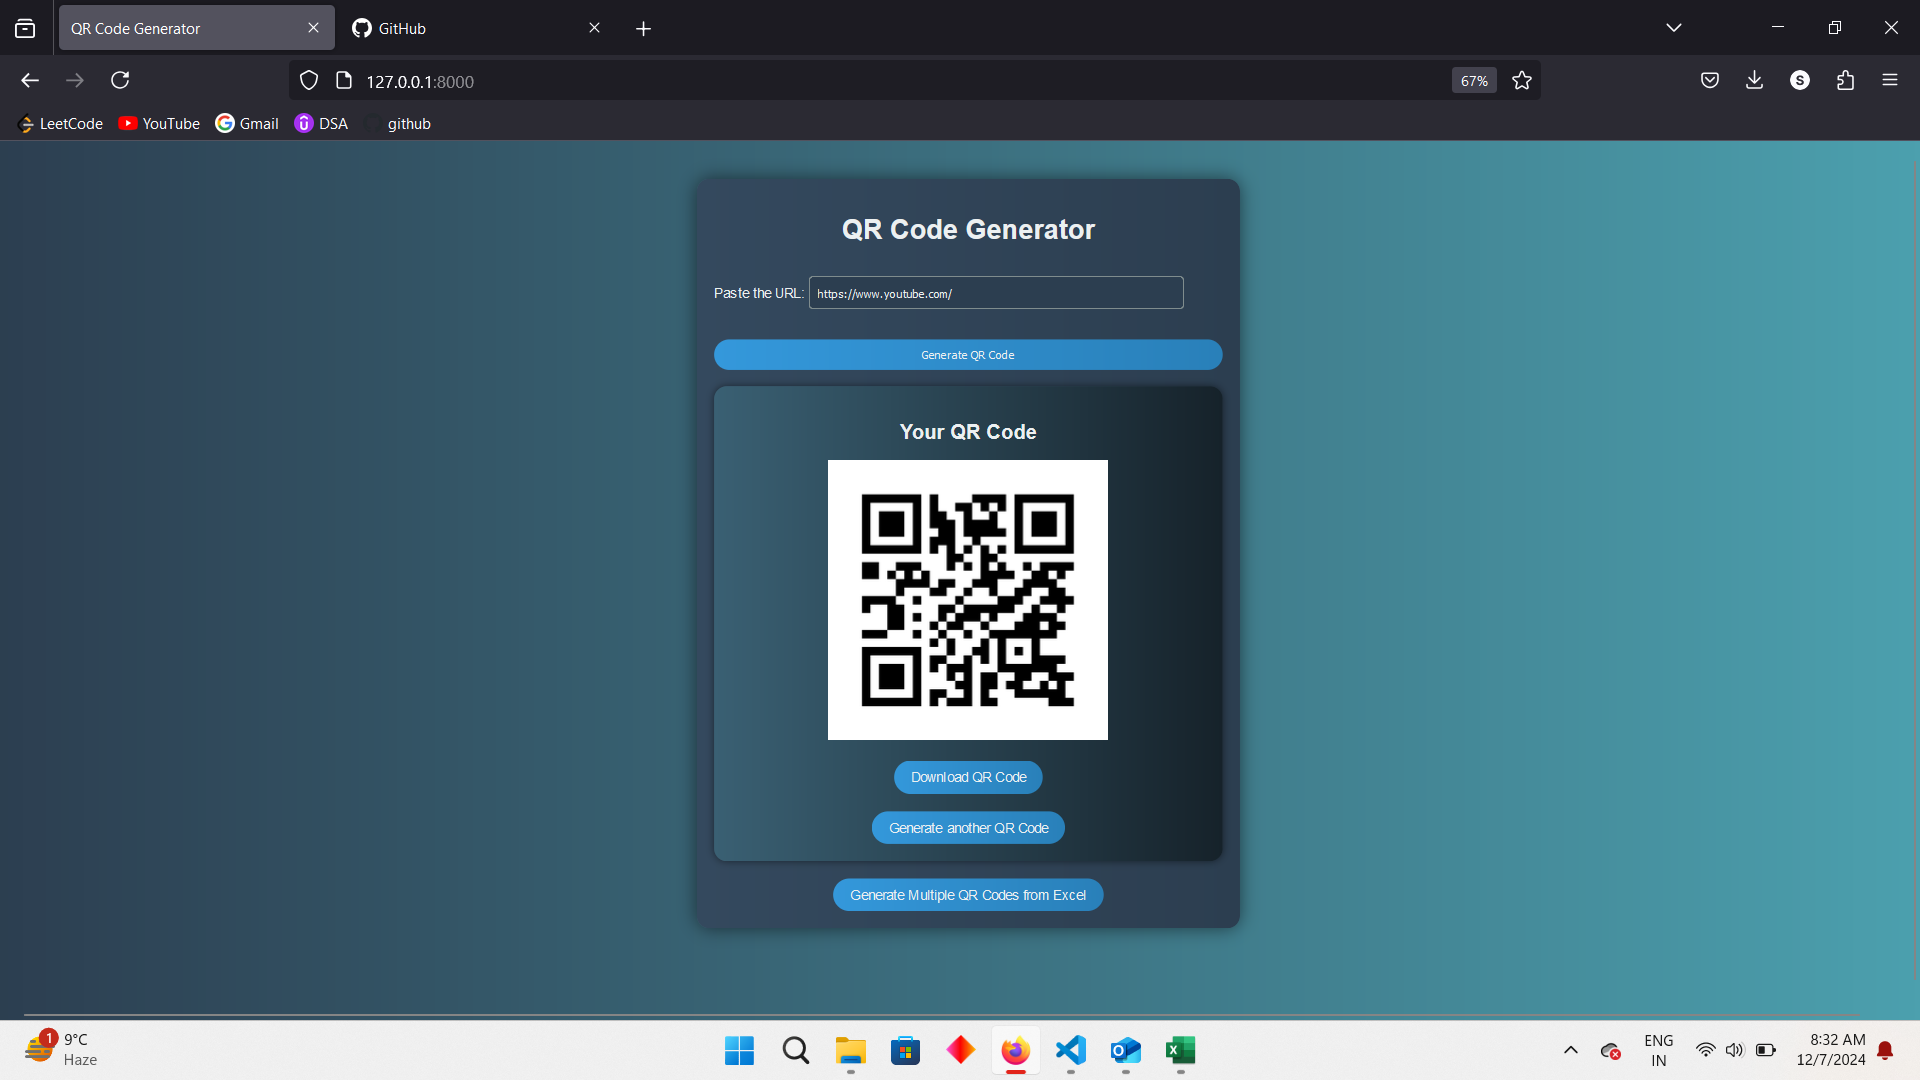 QR Code Generator
GitHub
127.0.0.1:8000
67%
S
LeetCode
YouTube
Gmail
DSA
github
QR Code Generator
Paste the URL: https://www.youtube.com/
Generate QR Code
Your QR Code
Download QR Code
Generate another QR Code
Generate Multiple QR Codes from Excel
1
9°C
Haze
ENG
IN
8:32 AM
12/7/2024